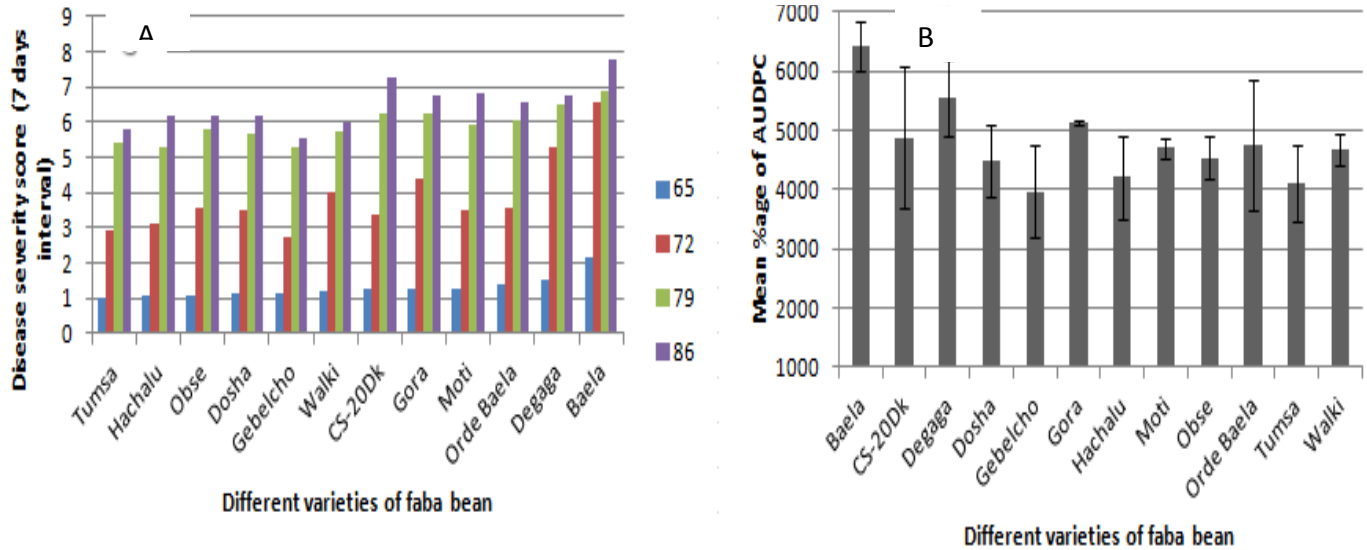 A
Disease severity score (7 days
interval)
9
8
7
6
5
4
3
2
1
0
Tumsa
Hachalu
Obse
Dosha
Gebelcho
Walki
CS-20Dk
Gora
Moti
Orde Baela
Degaga
Baela
Different varieties of faba bean
65
72
79
86
B
Mean %age of AUDPC
7000
6000
5000
4000
3000
2000
1000
Baela
CS-20Dk
Degaga
Dosha
Gebelcho
Gora
Hachalu
Moti
Obse
Orde Baela
Tumsa
Walki
Different varieties of faba bean